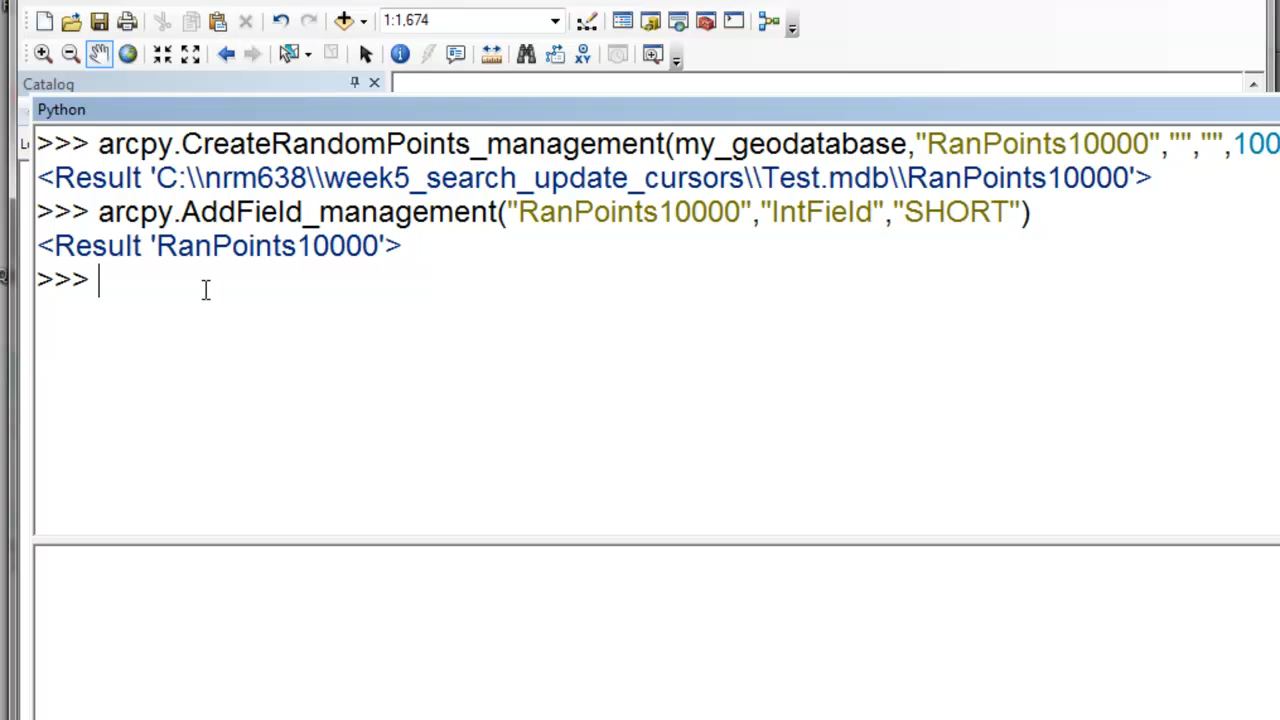 1:1,674
Catalog
Python
>>> arcpy.CreateRandomPoints_management(my_geodatabase,"RanPoints10000","","",100
<Result 'C:\\nrm638\\week5_search_update_cursors\\Test.mdb\\RanPoints10000'>
>>> arcpy.AddField_management("RanPoints10000","IntField","SHORT")
<Result 'RanPoints10000'>
>>>